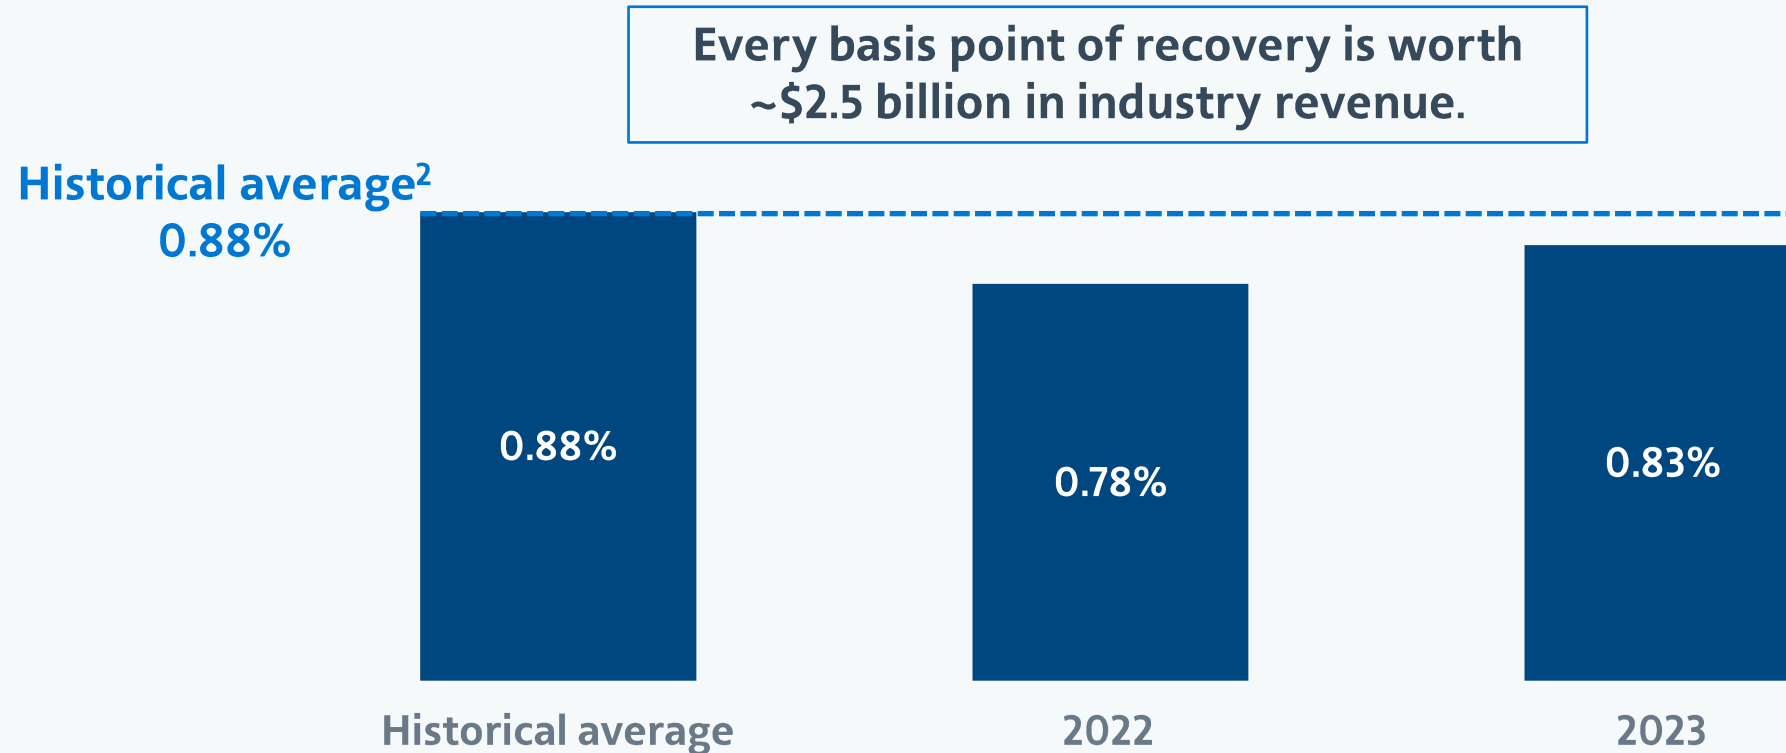 Every basis point of recovery is worth
~$2.5 billion in industry revenue.
Historical average²
0.88%
0.88%
0.78%
0.83%
Historical average
2022
2023